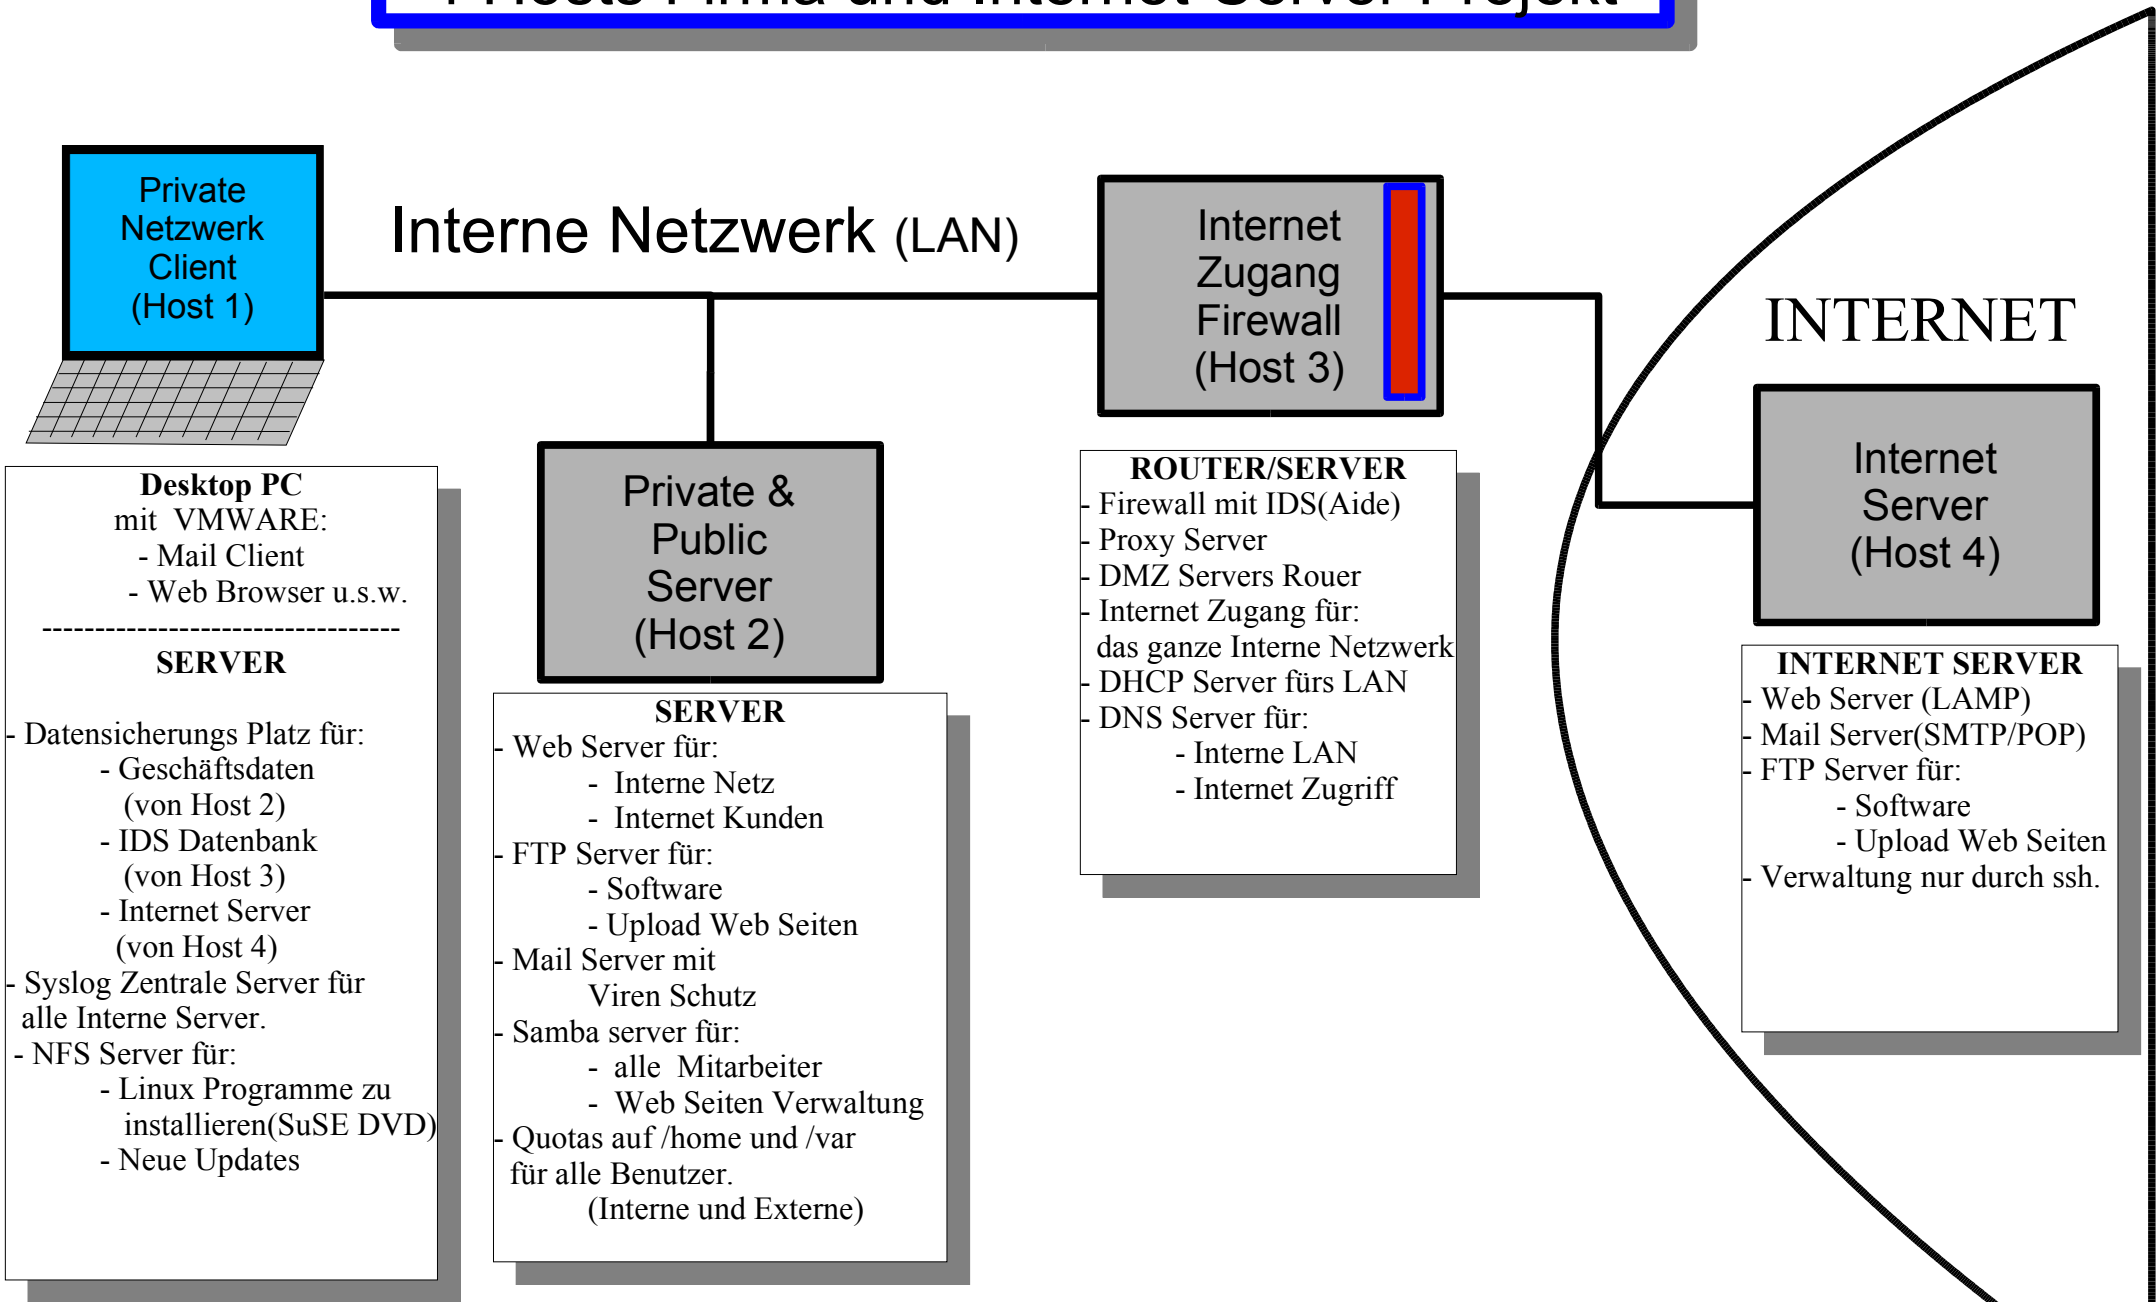 Hosts Firma und Internet Server Projekt
Private
Netzwerk
Client
(Host 1)
Interne Netzwerk (LAN)
Internet
Zugang
Firewall
(Host 3)
INTERNET
Internet
Server
(Host 4)
Private &
Public
Server
(Host 2)
Desktop PC
mit VMWARE:
- Mail Client
- Web Browser u.s.w.
----------------------------------
SERVER
- Datensicherungs Platz für:
- Geschäftsdaten
(von Host 2)
- IDS Datenbank
(von Host 3)
- Internet Server
(von Host 4)
- Syslog Zentrale Server für
alle Interne Server.
- NFS Server für:
- Linux Programme zu
installieren(SuSE DVD)
- Neue Updates
SERVER
- Web Server für:
- Interne Netz
- Internet Kunden
- FTP Server für:
- Software
- Upload Web Seiten
- Mail Server mit
Viren Schutz
- Samba server für:
- alle Mitarbeiter
- Web Seiten Verwaltung
- Quotas auf /home und /var
für alle Benutzer.
(Interne und Externe)
ROUTER/SERVER
- Firewall mit IDS(Aide)
- Proxy Server
- DMZ Servers Rouer
- Internet Zugang für:
das ganze Interne Netzwerk
- DHCP Server fürs LAN
- DNS Server für:
- Interne LAN
- Internet Zugriff
INTERNET SERVER
- Web Server (LAMP)
- Mail Server(SMTP/POP)
- FTP Server für:
- Software
- Upload Web Seiten
- Verwaltung nur durch ssh.